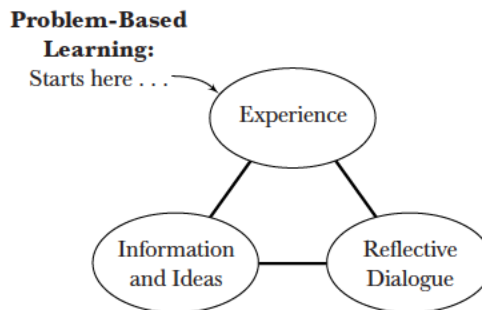 Problem-Based
Learning:
Starts here . . .
Experience
Information
and Ideas
Reflective
Dialogue